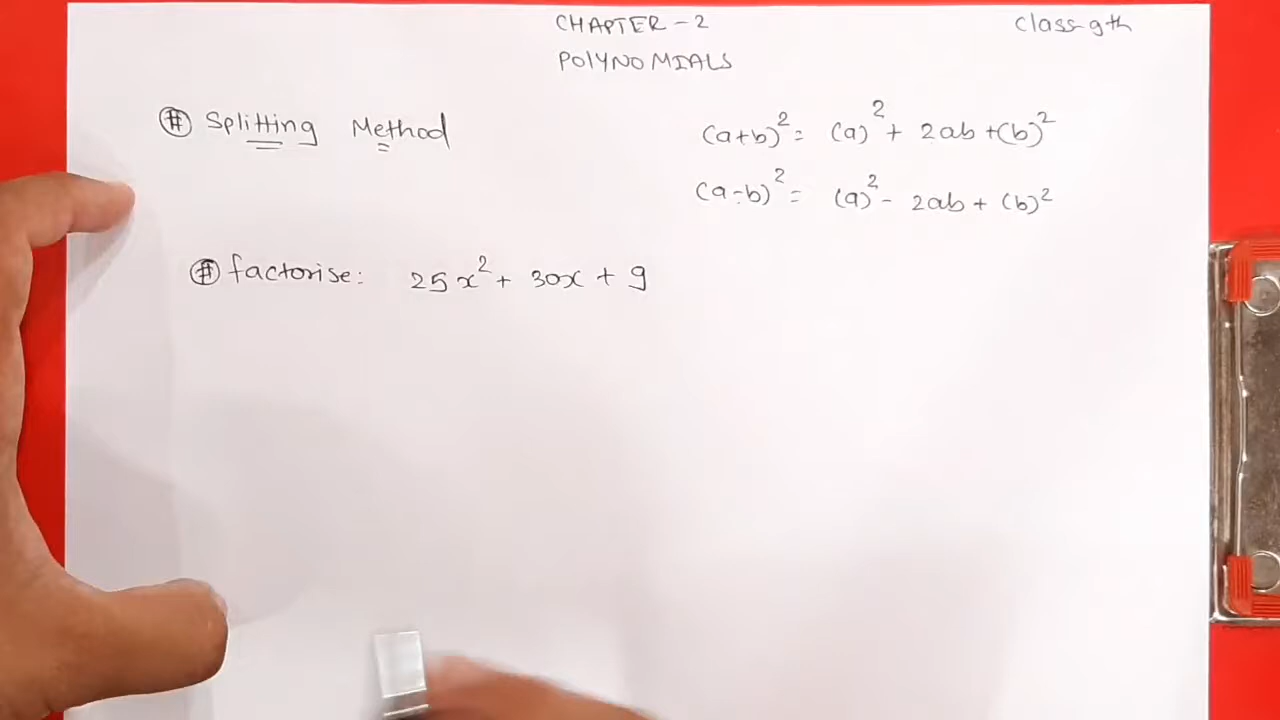 CHAPTER-2
Class-9th
POLYNOMIALS
# Splitting Method
(a+b)²= (a)²+ 2ab +(b)²
(a-b)²= (a)²- 2ab + (b)²
# factorise: 25x²+ 30x + 9